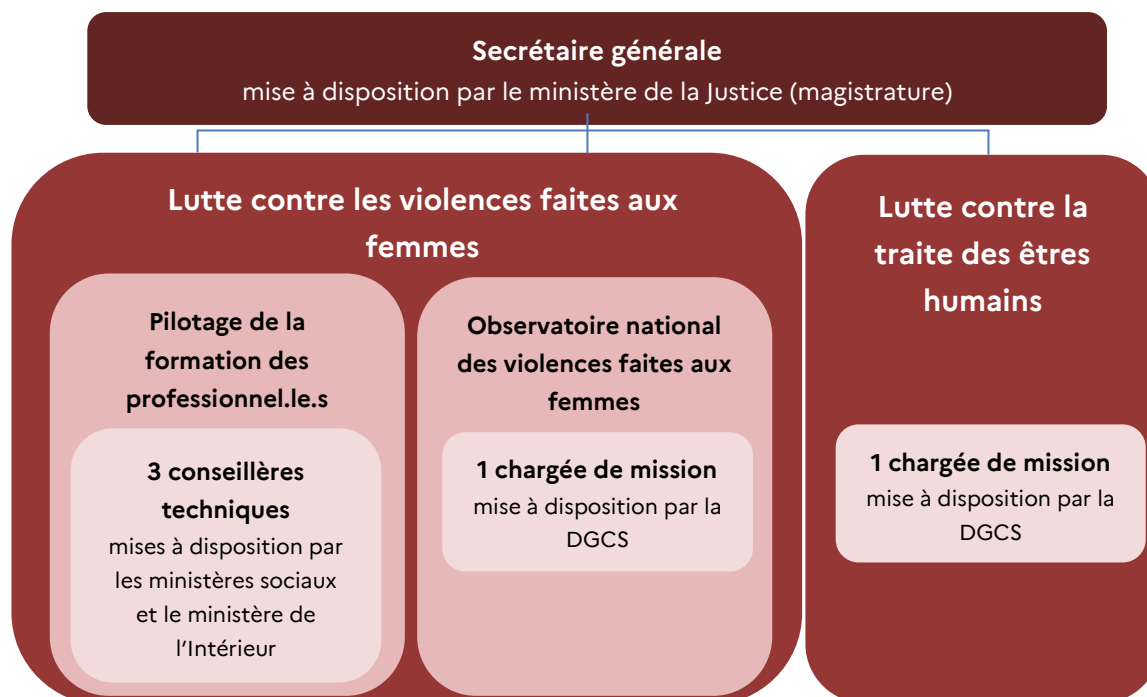 Secrétaire générale
mise à disposition par le ministère de la Justice (magistrature)
Lutte contre les violences faites aux
femmes
Pilotage de la
formation des
professionnel.le.s
3 conseillères
techniques
mises à disposition par
les ministères sociaux
et le ministère de
l'Intérieur
Observatoire national
des violences faites aux
femmes
1 chargée de mission
mise à disposition par la
DGCS
Lutte contre la
traite des êtres
humains
1 chargée de mission
mise à disposition par la
DGCS